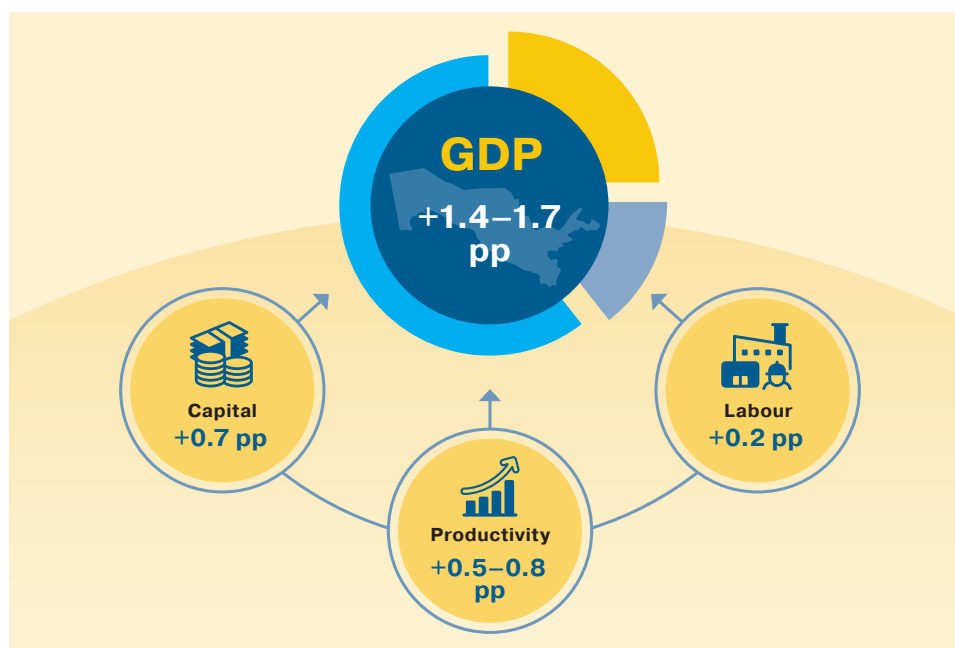 GDP
+1.4–1.7
pp
Capital
+0.7 pp
Labour
+0.2 pp
Productivity
+0.5–0.8
pp